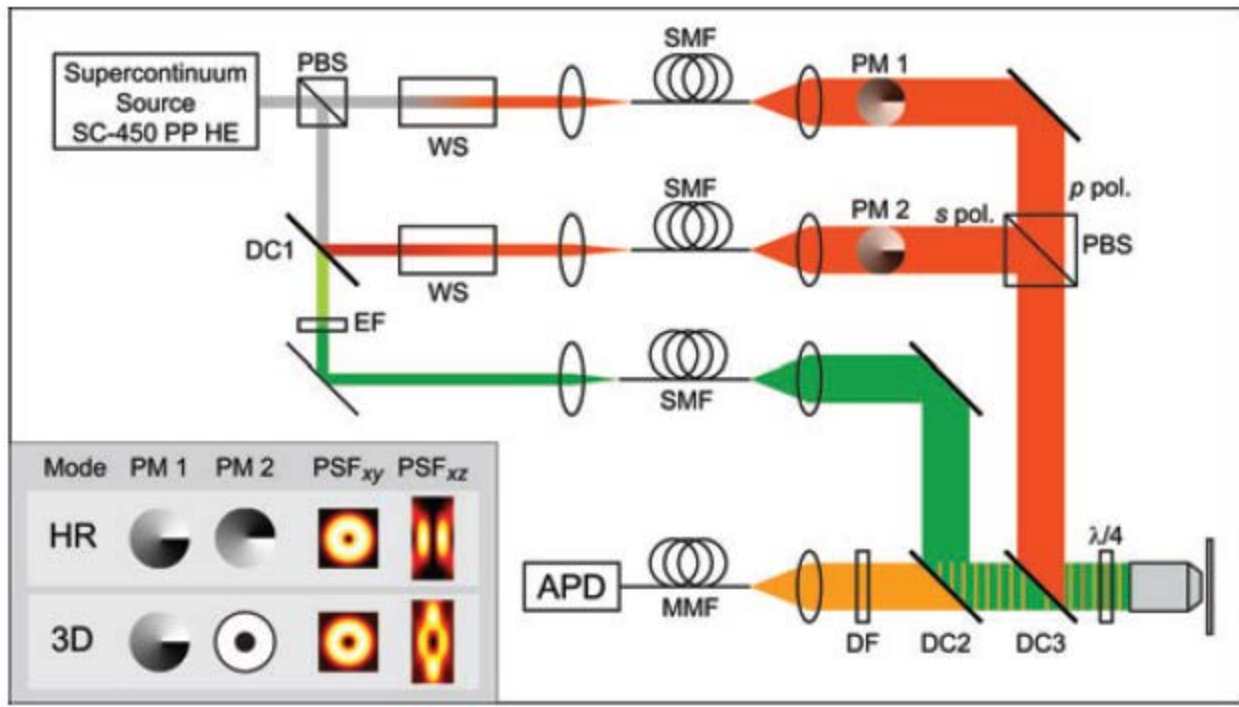 Supercontinuum
Source
SC-450 PP HE
PBS
WS
SMF
PM 1
p pol.
DC1
WS
SMF
PM 2
s pol.
PBS
EF
SMF
Mode PM 1 PM 2 PSFxy PSFxz
HR
3D
APD
MMF
DF
DC2
DC3
λ/4